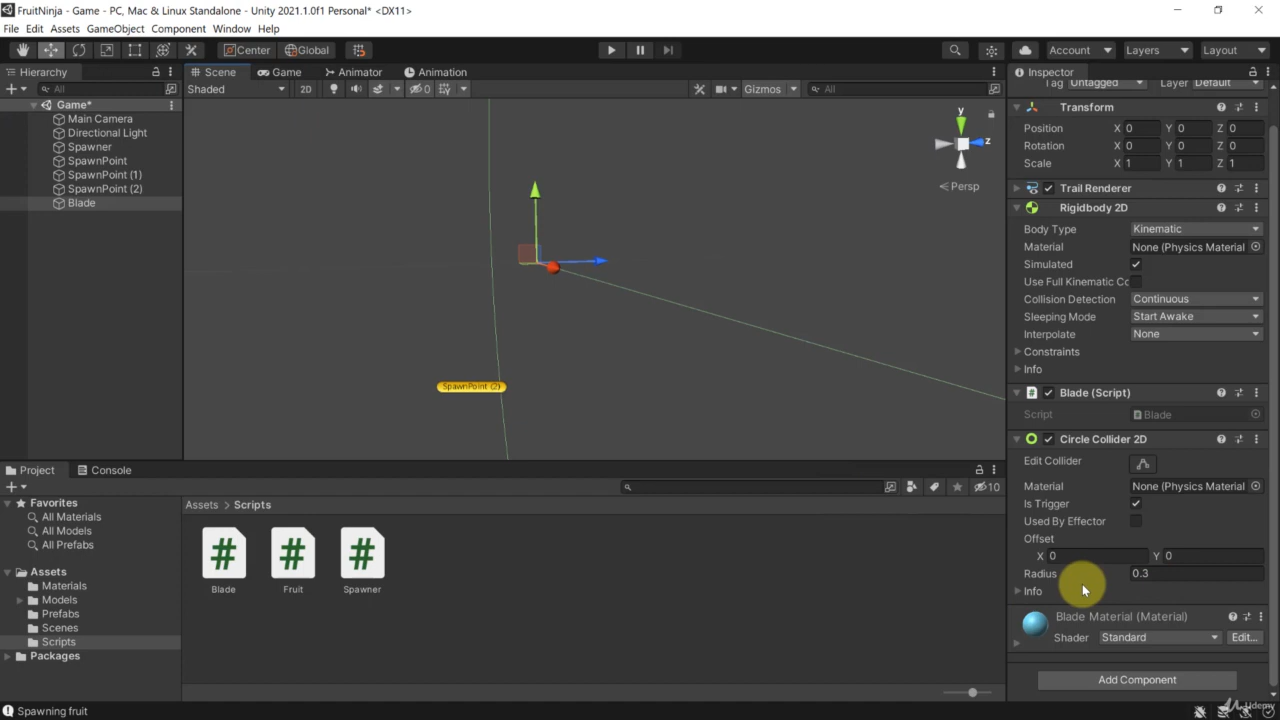 FruitNinja - Game - PC, Mac & Linux Standalone - Unity 2021.1.0f1 Personal* <DX11>
File Edit Assets GameObject Component Window Help
Center Global Account Layers Layout
Hierarchy Scene Game Animator Animation Inspector
All Shaded 2D 0 Gizmos All Tag Untagged Layer Default
Game*
Main Camera
Directional Light
Spawner
SpawnPoint
SpawnPoint (1)
SpawnPoint (2)
Blade
y
z
Persp
SpawnPoint (2)
Transform
Position X 0 Y 0 Z 0
Rotation X 0 Y 0 Z 0
Scale X 1 Y 1 Z 1
Trail Renderer
Rigidbody 2D
Body Type Kinematic
Material None (Physics Material
Simulated
Use Full Kinematic Co
Collision Detection Continuous
Sleeping Mode Start Awake
Interpolate None
Constraints
Info
# Blade (Script)
Script Blade
Circle Collider 2D
Edit Collider
Material None (Physics Material
Is Trigger
Used By Effector
Offset
X 0 Y 0
Radius 0.3
Info
Blade Material (Material)
Shader Standard Edit...
Add Component
Project Console
10
Favorites
All Materials
All Models
All Prefabs
Assets
Materials
Models
Prefabs
Scenes
Scripts
Packages
Assets > Scripts
# # #
Blade Fruit Spawner
Spawning fruit
Udemy